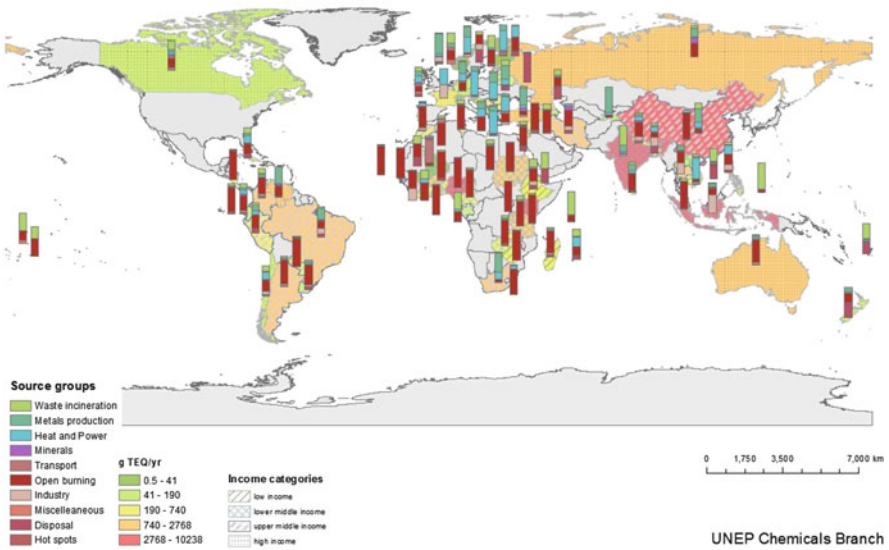 Source groups
Waste incineration
Metals production
Heat and Power
Minerals
Transport
Open burning
Industry
Miscelleaneous
Disposal
Hot spots
g TEQ/yr
0.5 - 41
41 - 190
190 - 740
740 - 2768
2768 - 10238
Income categories
low income
lower middle income
upper middle income
high income
0 1,750 3,500 7,000 km
UNEP Chemicals Branch